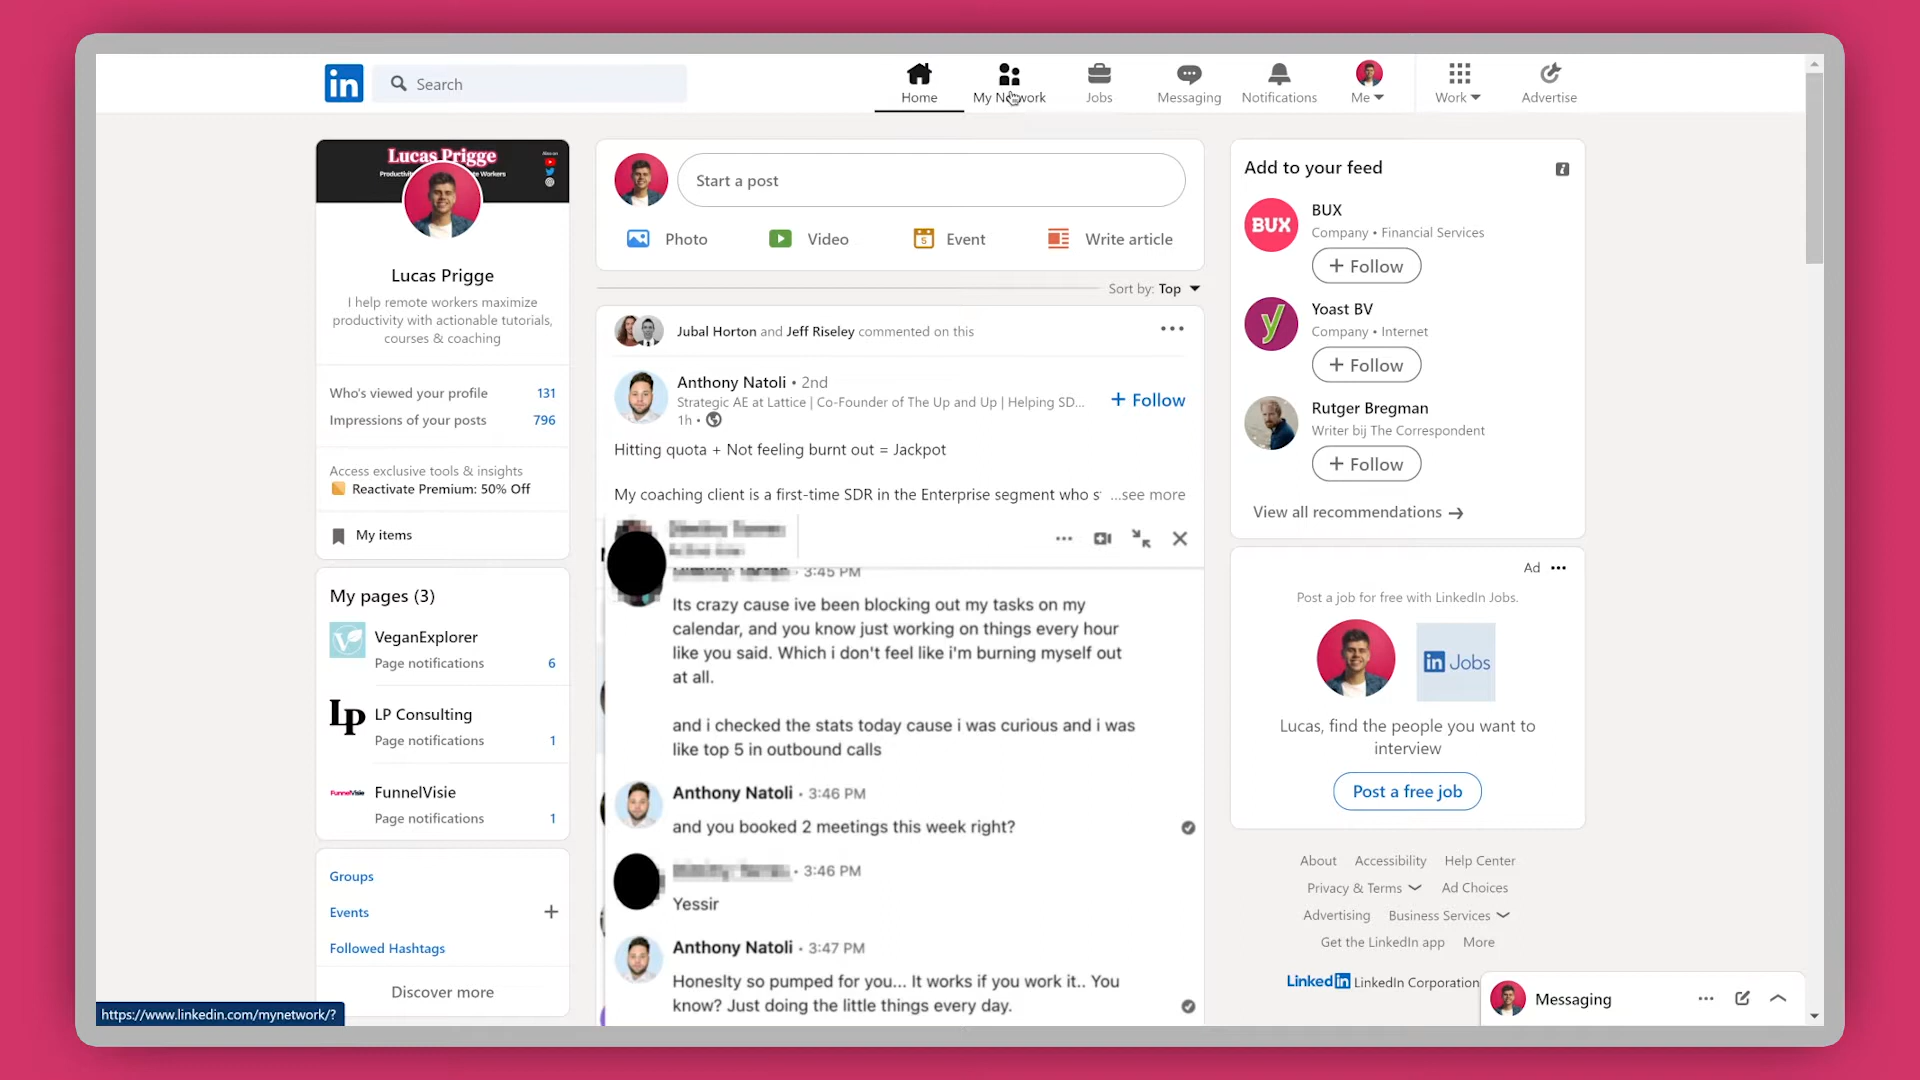 in Search
Home My Network Jobs Messaging Notifications Me Work Advertise
Lucas Prigge
Lucas Prigge
I help remote workers maximize
productivity with actionable tutorials,
courses & coaching
Who's viewed your profile 131
Impressions of your posts 796
Access exclusive tools & insights
Reactivate Premium: 50% Off
My items
My pages (3)
VeganExplorer
Page notifications 6
LP LP Consulting
Page notifications 1
FunnelVisie FunnelVisie
Page notifications 1
Groups
Events
Followed Hashtags
Discover more
https://www.linkedin.com/mynetwork/?
Start a post
Photo Video Event Write article
Sort by: Top
Jubal Horton and Jeff Riseley commented on this
Anthony Natoli • 2nd
Strategic AE at Lattice | Co-Founder of The Up and Up | Helping SD...
1h •
+ Follow
Hitting quota + Not feeling burnt out = Jackpot
My coaching client is a first-time SDR in the Enterprise segment who s ...see more
3:45 PM
Its crazy cause ive been blocking out my tasks on my
calendar, and you know just working on things every hour
like you said. Which i don't feel like i'm burning myself out
at all.
and i checked the stats today cause i was curious and i was
like top 5 in outbound calls
Anthony Natoli • 3:46 PM
and you booked 2 meetings this week right?
• 3:46 PM
Yessir
Anthony Natoli • 3:47 PM
Honeslty so pumped for you... It works if you work it.. You
know? Just doing the little things every day.
Add to your feed
BUX BUX
Company • Financial Services
+ Follow
Yoast BV
Company • Internet
+ Follow
Rutger Bregman
Writer bij The Correspondent
+ Follow
View all recommendations →
Ad
Post a job for free with LinkedIn Jobs.
in Jobs
Lucas, find the people you want to
interview
Post a free job
About Accessibility Help Center
Privacy & Terms Ad Choices
Advertising Business Services
Get the LinkedIn app More
Linkedin LinkedIn Corporation
Messaging